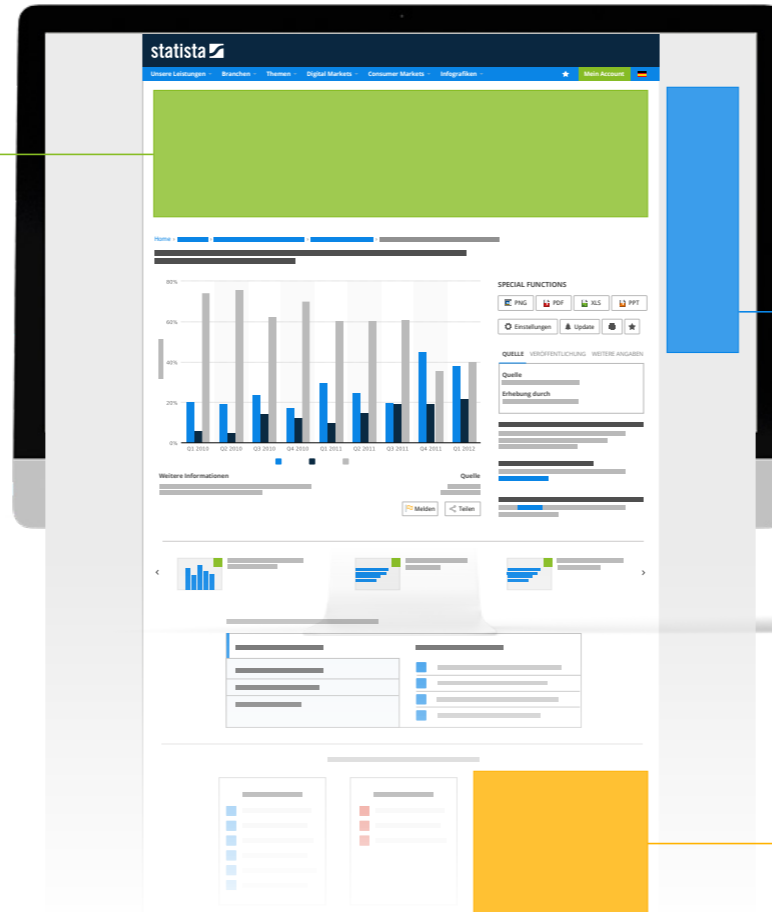 statista
Unsere Leistungen Branchen Themen Digital Markets Consumer Markets Infografiken Mein Account
Home
80%
60%
40%
20%
0%
Q1 2010 Q2 2010 Q3 2010 Q4 2010 Q1 2011 Q2 2011 Q3 2011 Q4 2011 Q1 2012
SPECIAL FUNCTIONS
PNG PDF XLS PPT
Einstellungen Update
QUELLE VERÖFFENTLICHUNG WEITERE ANGABEN
Quelle
Erhebung durch
Weitere Informationen Quelle
Melden Teilen